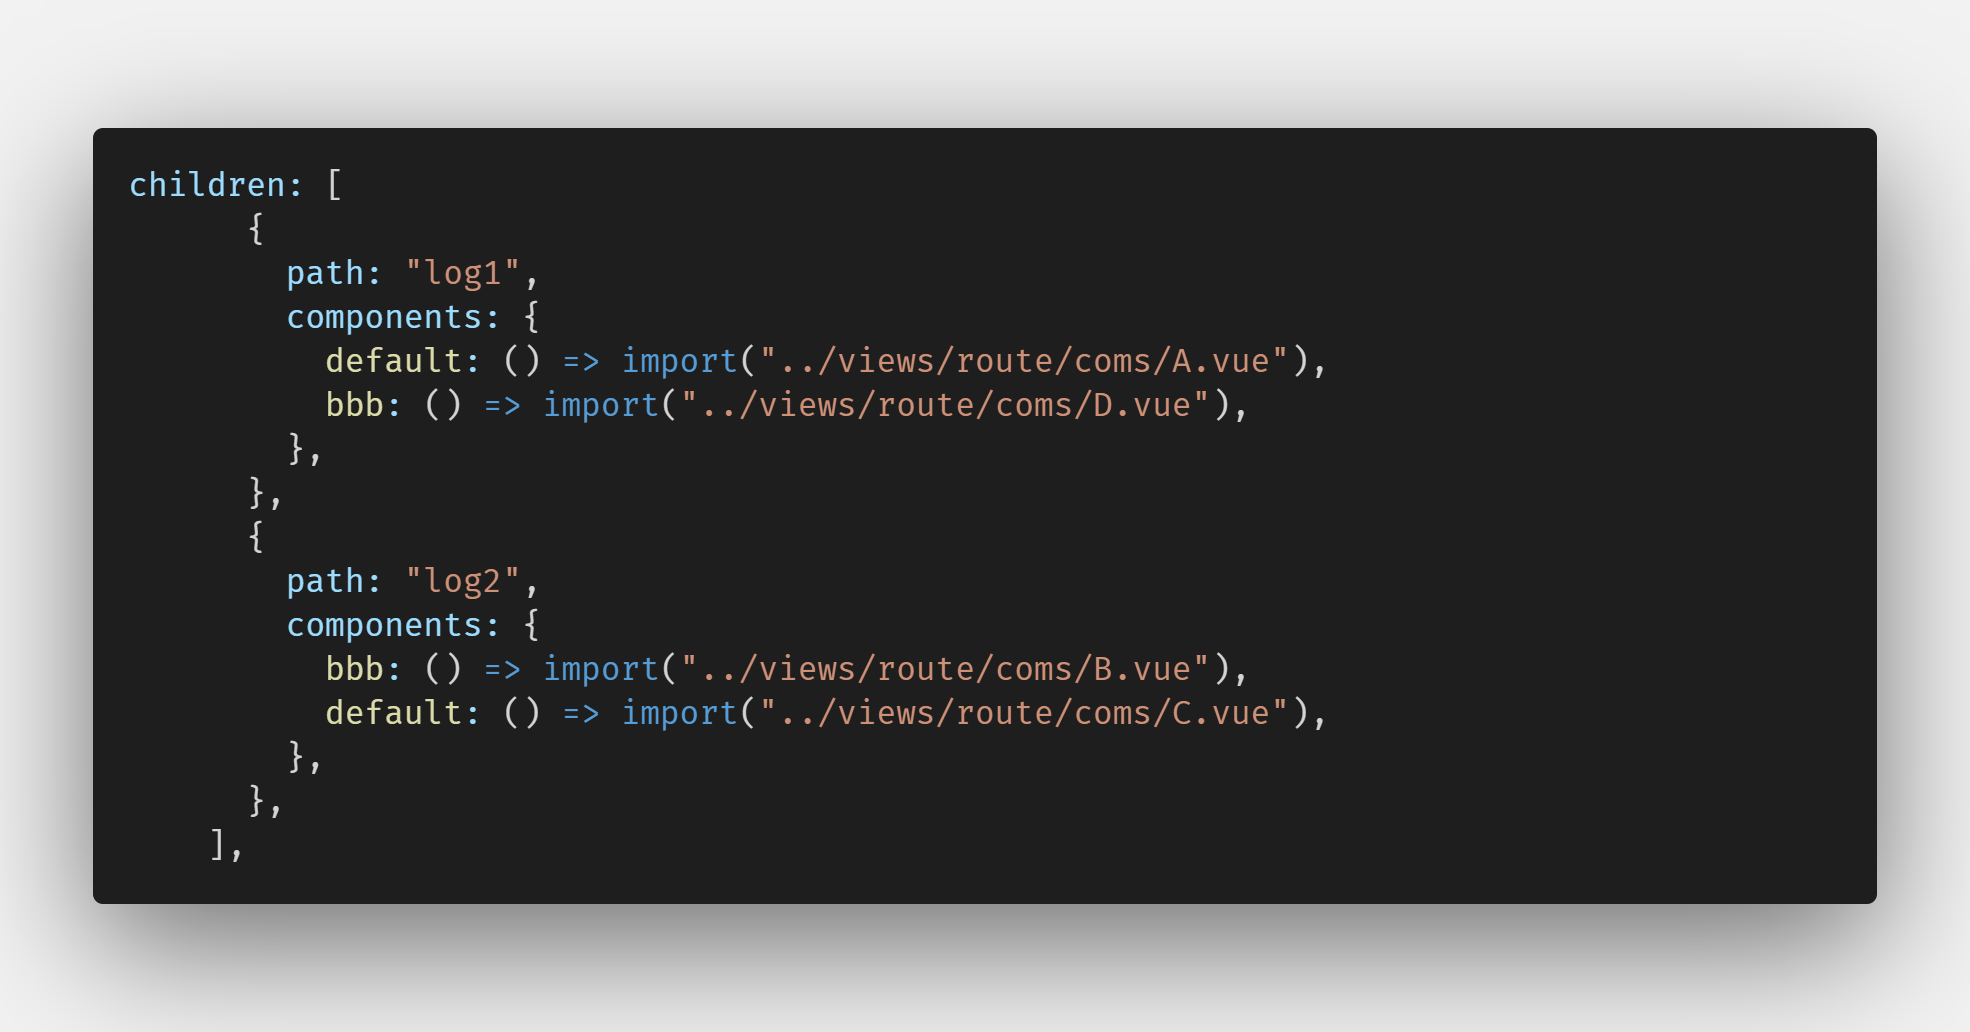 children: [
      {
        path: "log1",
        components: {
          default: () => import("../views/route/coms/A.vue"),
          bbb: () => import("../views/route/coms/D.vue"),
        },
      },
      {
        path: "log2",
        components: {
          bbb: () => import("../views/route/coms/B.vue"),
          default: () => import("../views/route/coms/C.vue"),
        },
      },
    ],